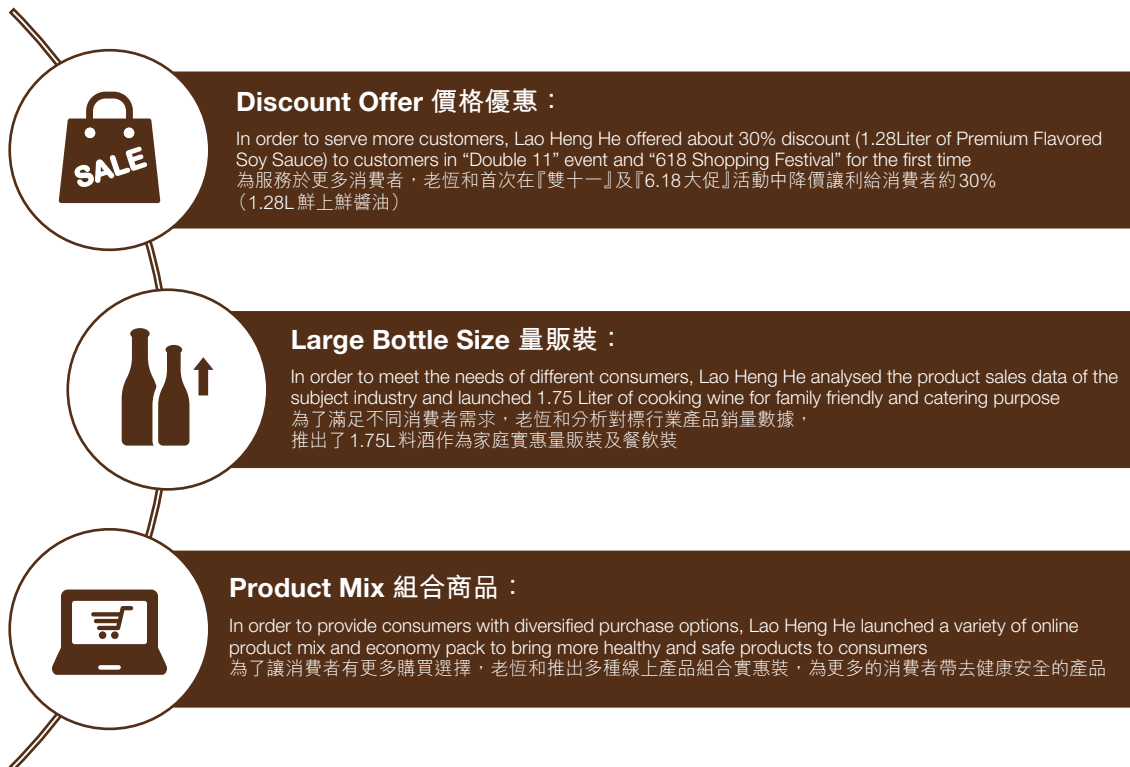 SALE
Discount Offer 價格優惠：
In order to serve more customers, Lao Heng He offered about 30% discount (1.28Liter of Premium Flavored
Soy Sauce) to customers in “Double 11” event and “618 Shopping Festival” for the first time
為服務於更多消費者，老恆和首次在『雙十一』及『6.18大促』活動中降價讓利給消費者約30%
（1.28L鮮上鮮醬油）
Large Bottle Size 量販裝：
In order to meet the needs of different consumers, Lao Heng He analysed the product sales data of the
subject industry and launched 1.75 Liter of cooking wine for family friendly and catering purpose
為了滿足不同消費者需求，老恆和分析對標行業產品銷量數據，
推出了1.75L料酒作為家庭實惠量販裝及餐飲裝
Product Mix 組合商品：
In order to provide consumers with diversified purchase options, Lao Heng He launched a variety of online
product mix and economy pack to bring more healthy and safe products to consumers
為了讓消費者有更多購買選擇，老恆和推出多種線上產品組合實惠裝，為更多的消費者帶去健康安全的產品